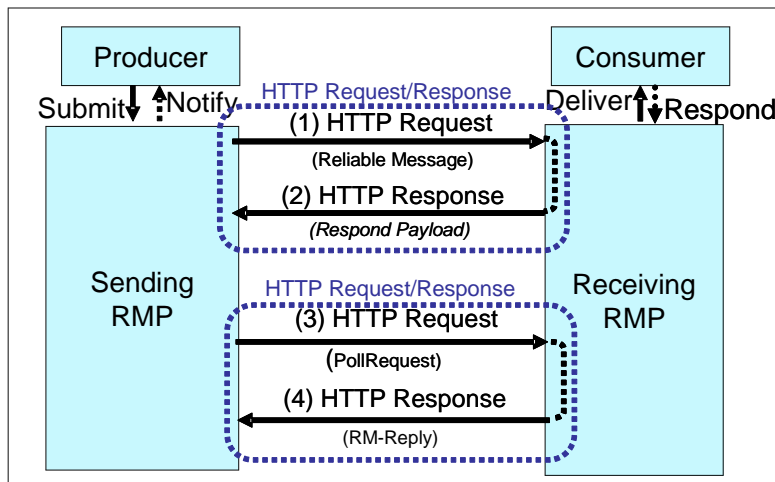 Producer
Consumer
Submit
Notify
HTTP Request/Response
Deliver
Respond
(1) HTTP Request
(Reliable Message)
(2) HTTP Response
(Respond Payload)
Sending
RMP
HTTP Request/Response
Receiving
RMP
(3) HTTP Request
(PollRequest)
(4) HTTP Response
(RM-Reply)